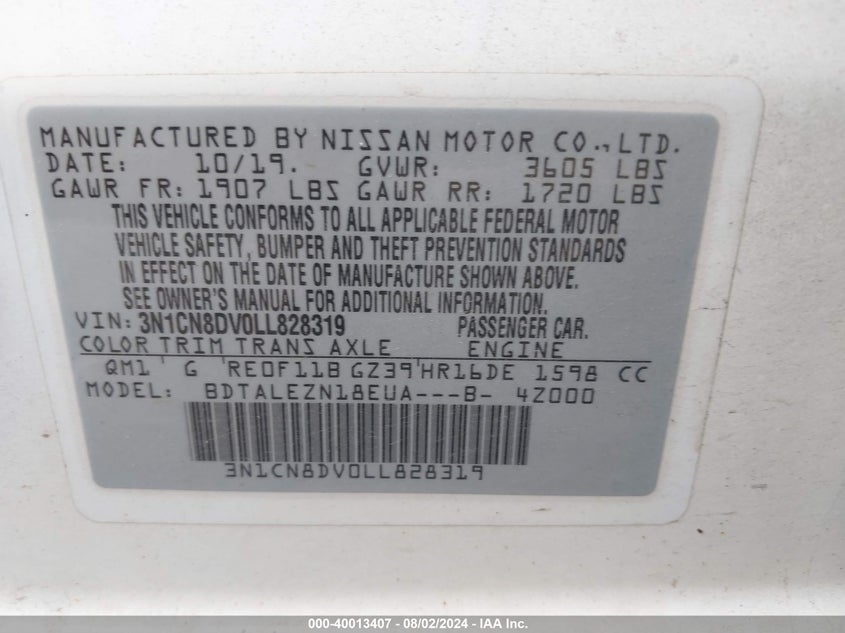 MANUFACTURED BY NISSAN MOTOR CO.,LTD.
DATE: 10/19. GVWR: 3605 LBS
GAWR FR: 1907 LBS GAWR RR: 1720 LBS
THIS VEHICLE CONFORMS TO ALL APPLICABLE FEDERAL MOTOR
VEHICLE SAFETY, BUMPER AND THEFT PREVENTION STANDARDS
IN EFFECT ON THE DATE OF MANUFACTURE SHOWN ABOVE.
SEE OWNER'S MANUAL FOR ADDITIONAL INFORMATION.
VIN: 3N1CN8DV0LL828319 PASSENGER CAR.
COLOR TRIM TRANS AXLE ENGINE
QM1 G RE0F11B GZ39 HR16DE 1598 CC
MODEL: BDTALEZN18EUA---B- 4Z000
3N1CN8DV0LL828319
000-40013407 - 08/02/2024 - IAA Inc.